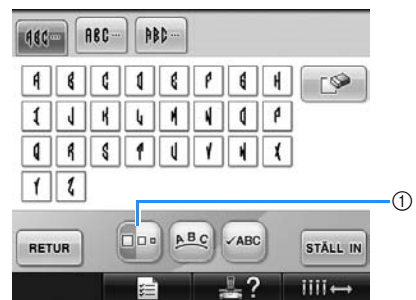 ABC… ABC… ABC…
A B C D E F G H
I J K L M N O P
Q R S T U V W X
Y Z
①
RETUR ABC ✓ABC STÄLL IN
?